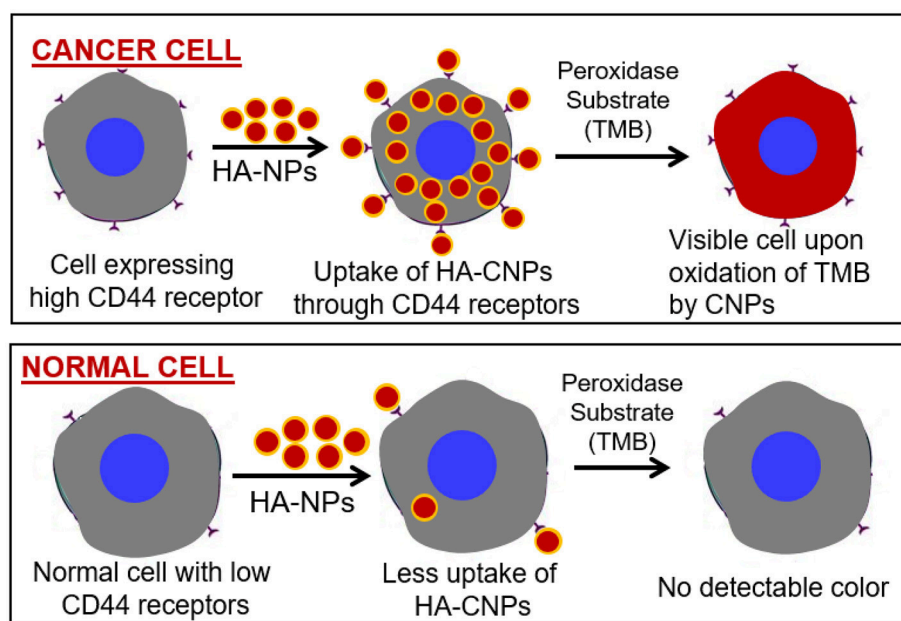 CANCER CELL
HA-NPs
Peroxidase
Substrate
(TMB)
Cell expressing
high CD44 receptor
Uptake of HA-CNPs
through CD44 receptors
Visible cell upon
oxidation of TMB
by CNPs
NORMAL CELL
HA-NPs
Peroxidase
Substrate
(TMB)
Normal cell with low
CD44 receptors
Less uptake of
HA-CNPs
No detectable color